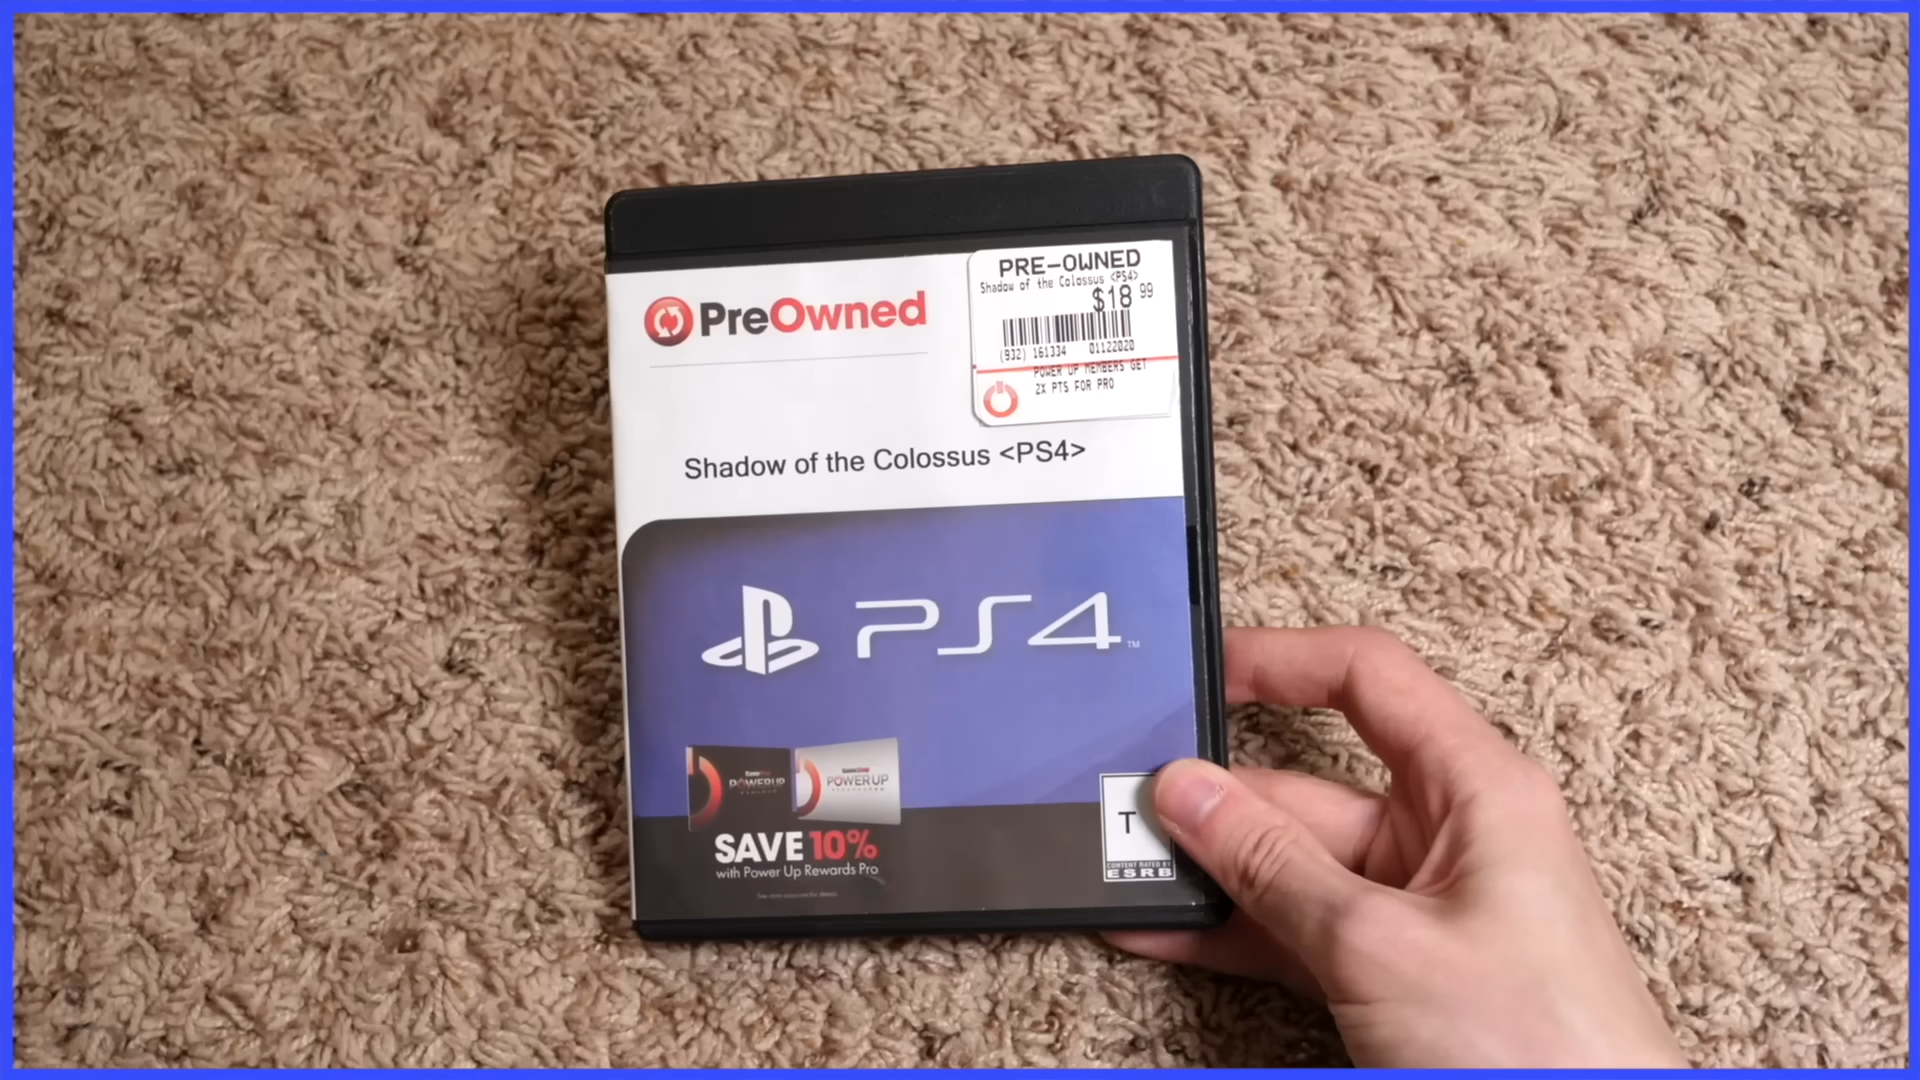 PreOwned
PRE-OWNED
Shadow of the Colossus <PS4>
$18 99
(932) 161334 01122020
POWER UP MEMBERS GET
2X PTS FOR PRO
Shadow of the Colossus <PS4>
PS4™
POWERUP
POWERUP
SAVE 10%
with Power Up Rewards Pro
T
CONTENT RATED BY
ESRB